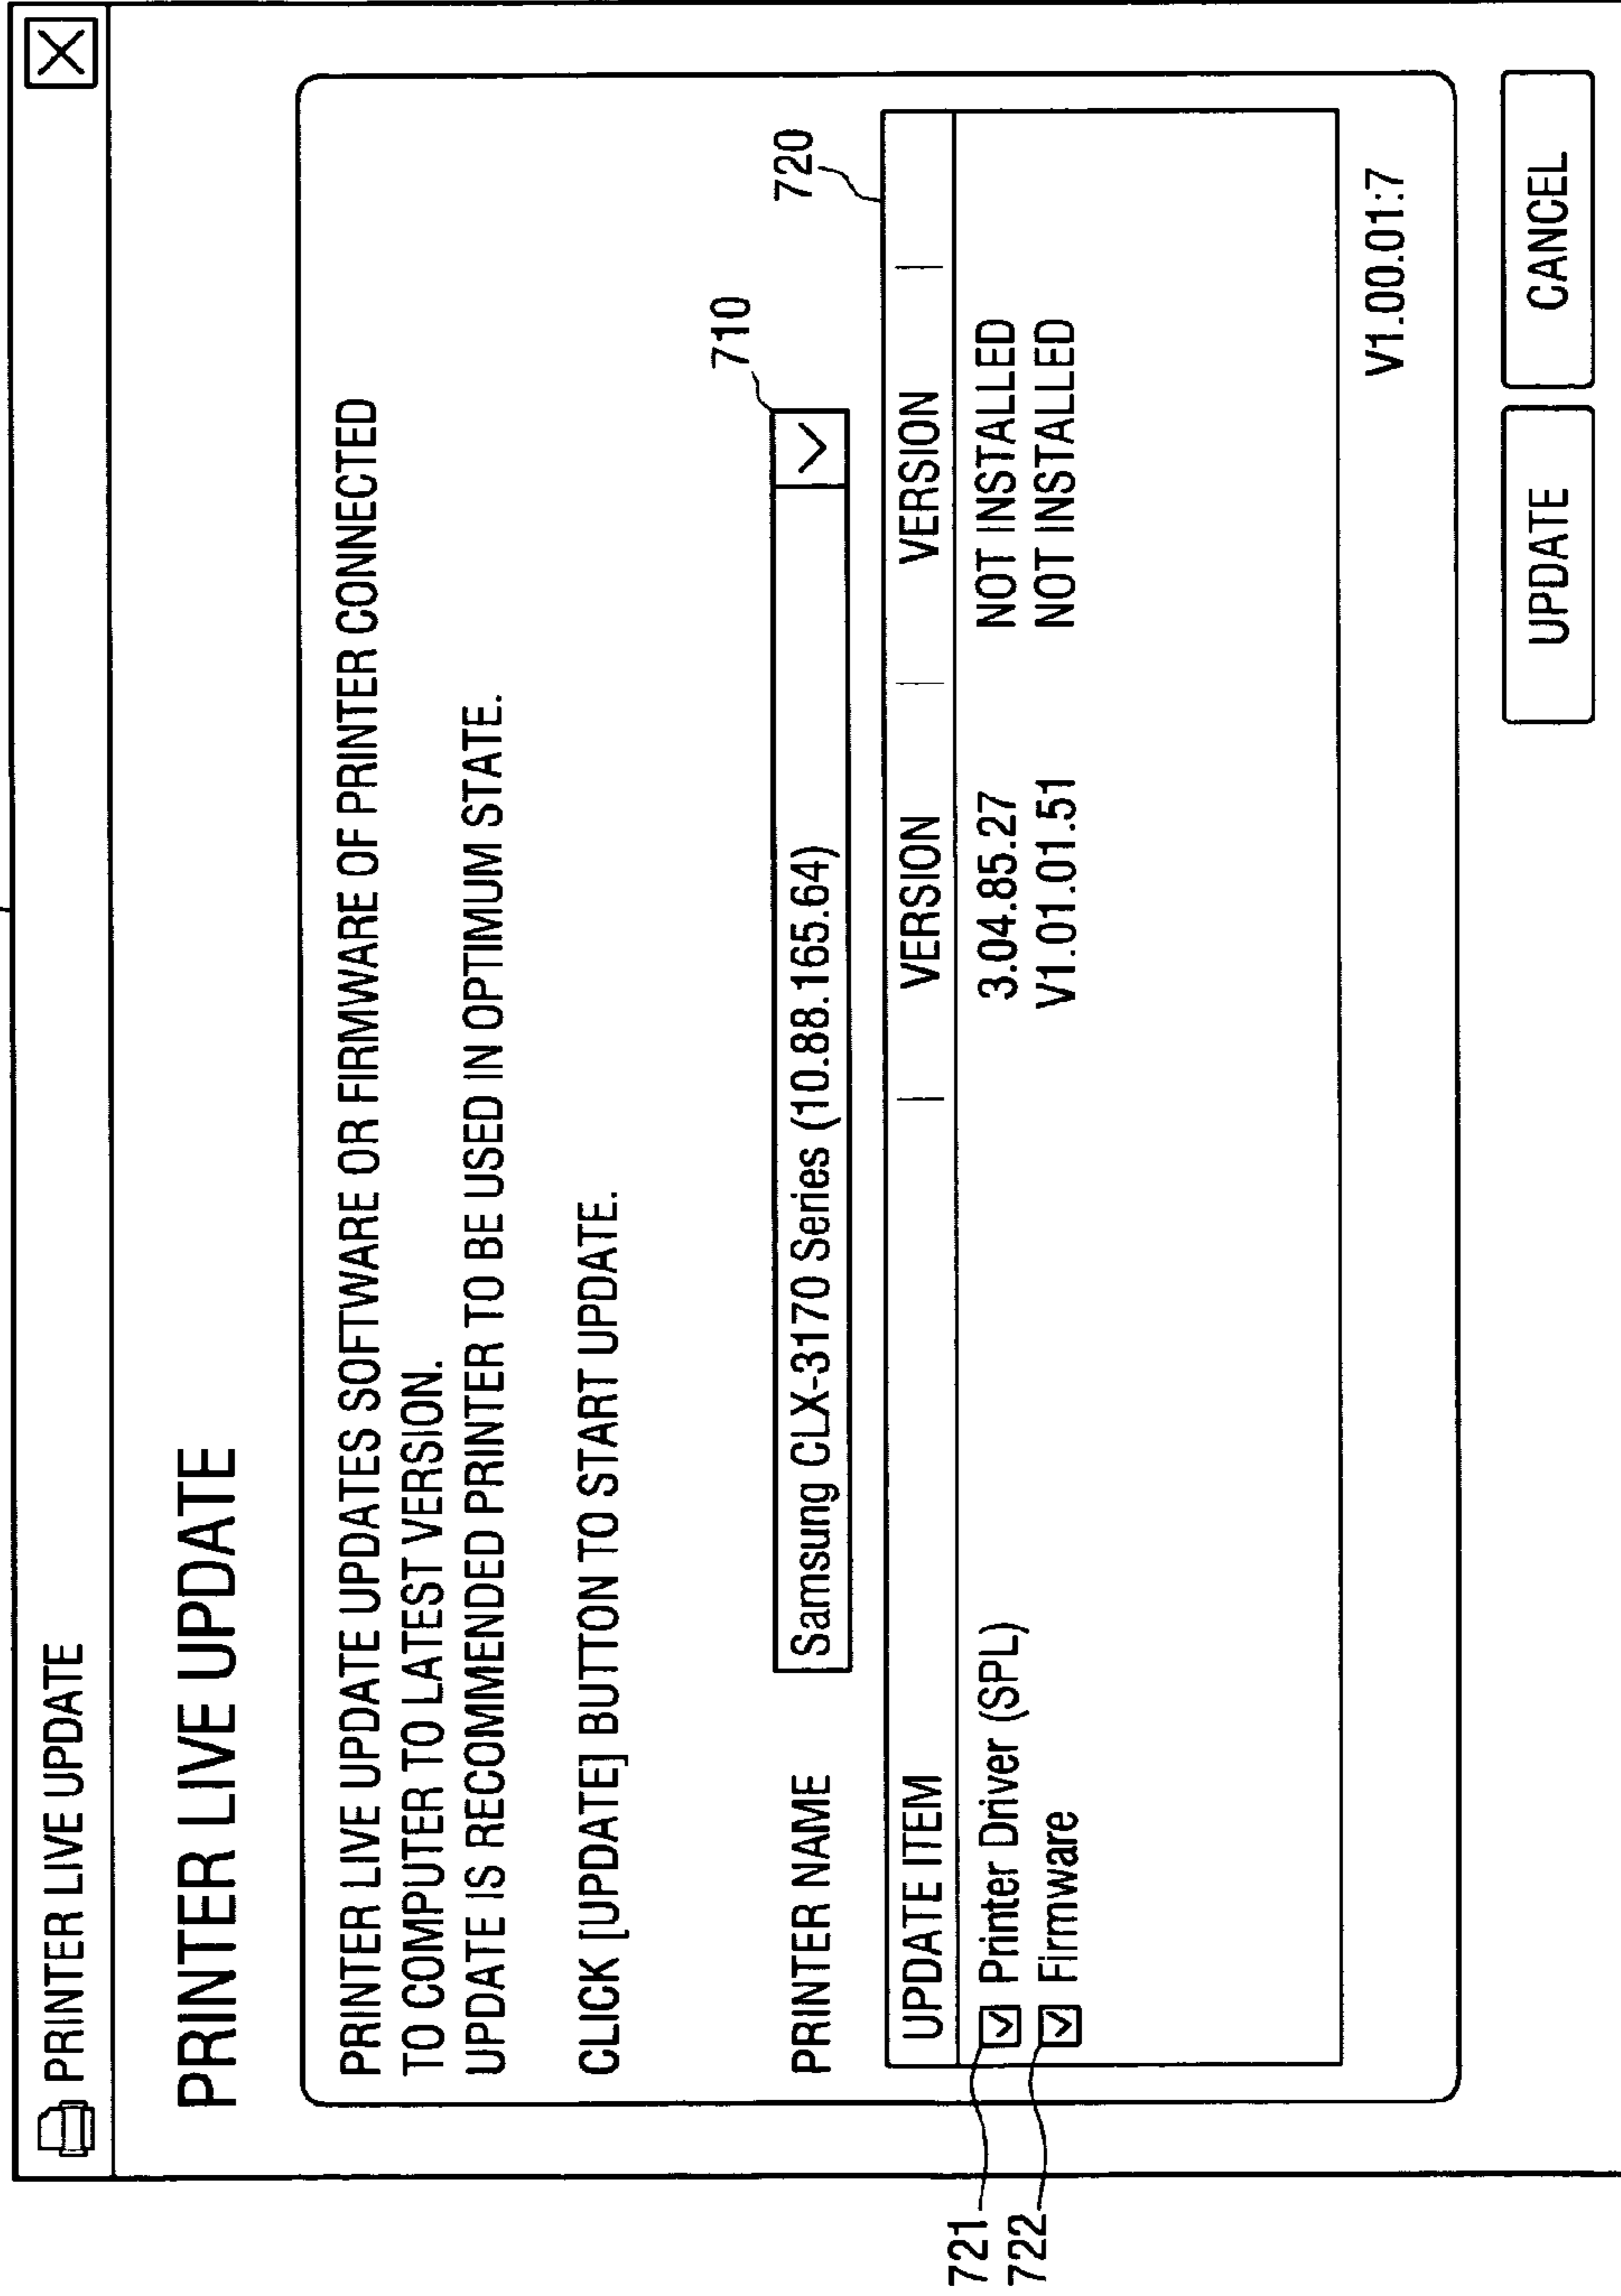 PRINTER LIVE UPDATE
PRINTER LIVE UPDATE
PRINTER LIVE UPDATE UPDATES SOFTWARE OR FIRMWARE OF PRINTER CONNECTED
TO COMPUTER TO LATEST VERSION.
UPDATE IS RECOMMENDED PRINTER TO BE USED IN OPTIMUM STATE.
CLICK [UPDATE] BUTTON TO START UPDATE.
710
PRINTER NAME Samsung CLX-3170 Series (10.88.165.64)
720
UPDATE ITEM VERSION VERSION
721 Printer Driver (SPL) 3.04.85.27 NOT INSTALLED
722 Firmware V1.01.01.51 NOT INSTALLED
V1.00.01:7
UPDATE CANCEL